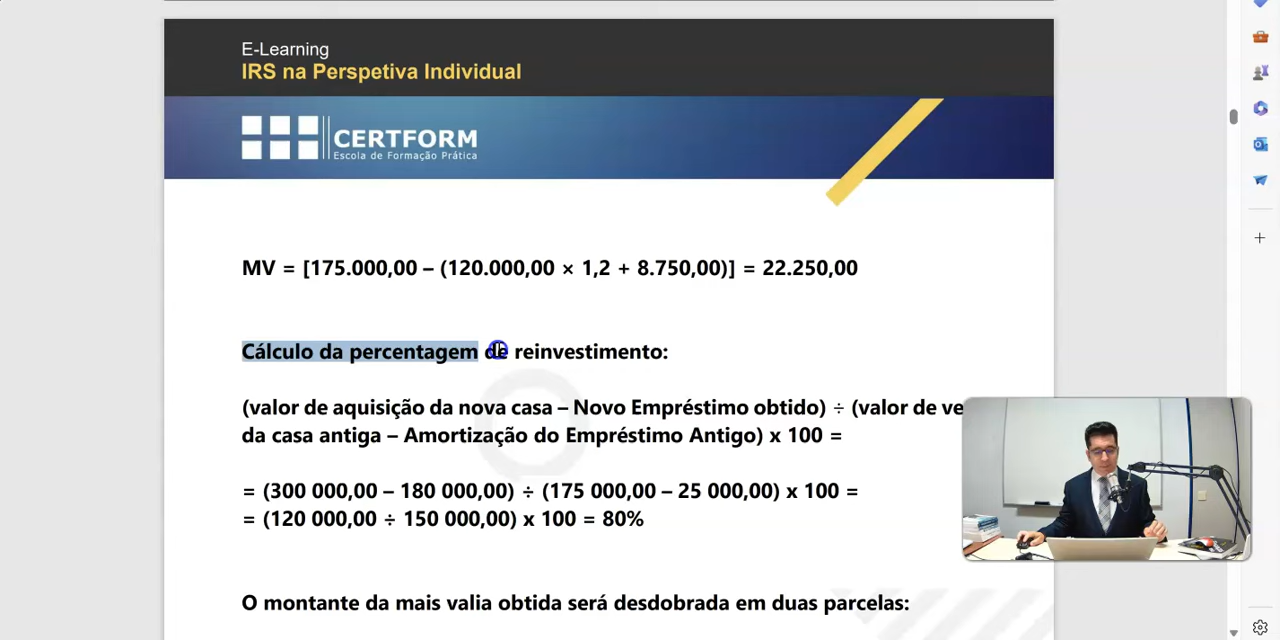 E-Learning
IRS na Perspetiva Individual
CERTFORM
Escola de Formação Prática
MV = [175.000,00 – (120.000,00 × 1,2 + 8.750,00)] = 22.250,00
Cálculo da percentagem de reinvestimento:
(valor de aquisição da nova casa – Novo Empréstimo obtido) ÷ (valor de ve
da casa antiga – Amortização do Empréstimo Antigo) x 100 =
= (300 000,00 – 180 000,00) ÷ (175 000,00 – 25 000,00) x 100 =
= (120 000,00 ÷ 150 000,00) x 100 = 80%
O montante da mais valia obtida será desdobrada em duas parcelas: